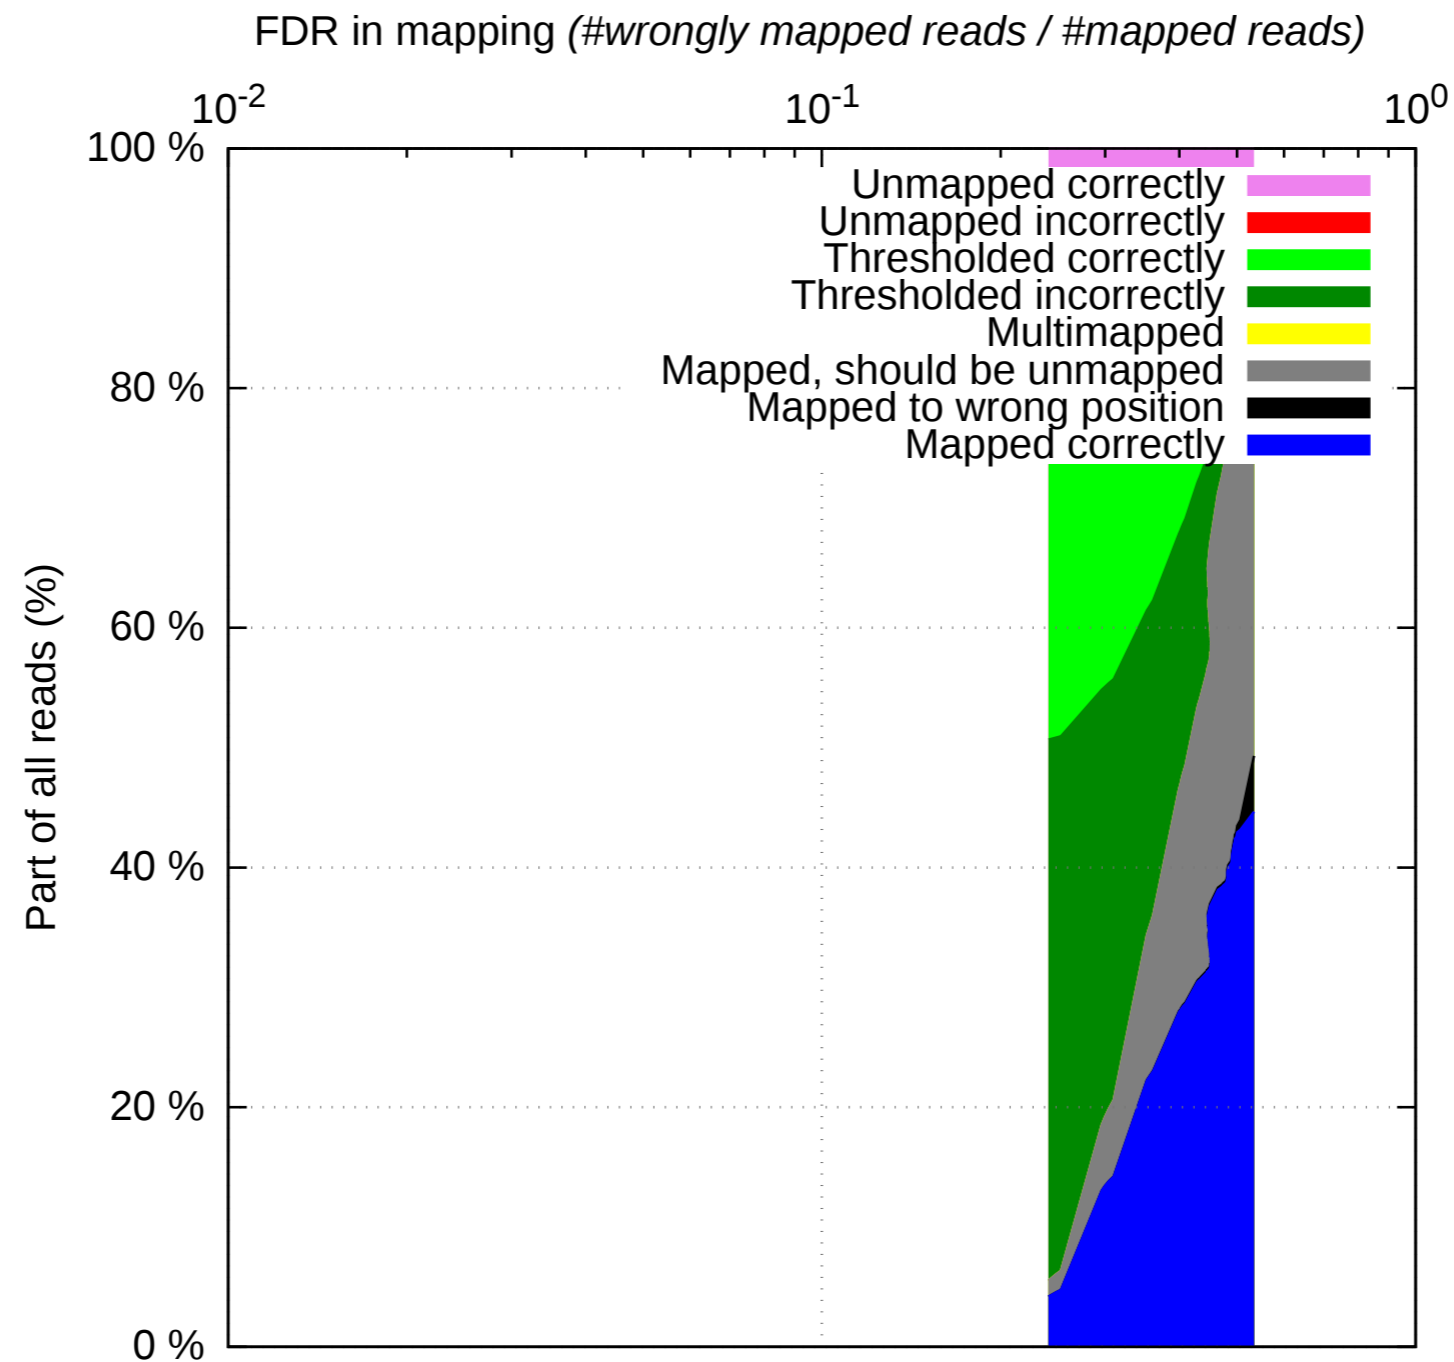 FDR in mapping (#wrongly mapped reads / #mapped reads)
10-2 10-1 100
100 %
Unmapped correctly
Unmapped incorrectly
Thresholded correctly
Thresholded incorrectly
Multimapped
Mapped, should be unmapped
80 %
Mapped to wrong position
Mapped correctly
60 %
Part of all reads (%)
40 %
20 %
0 %